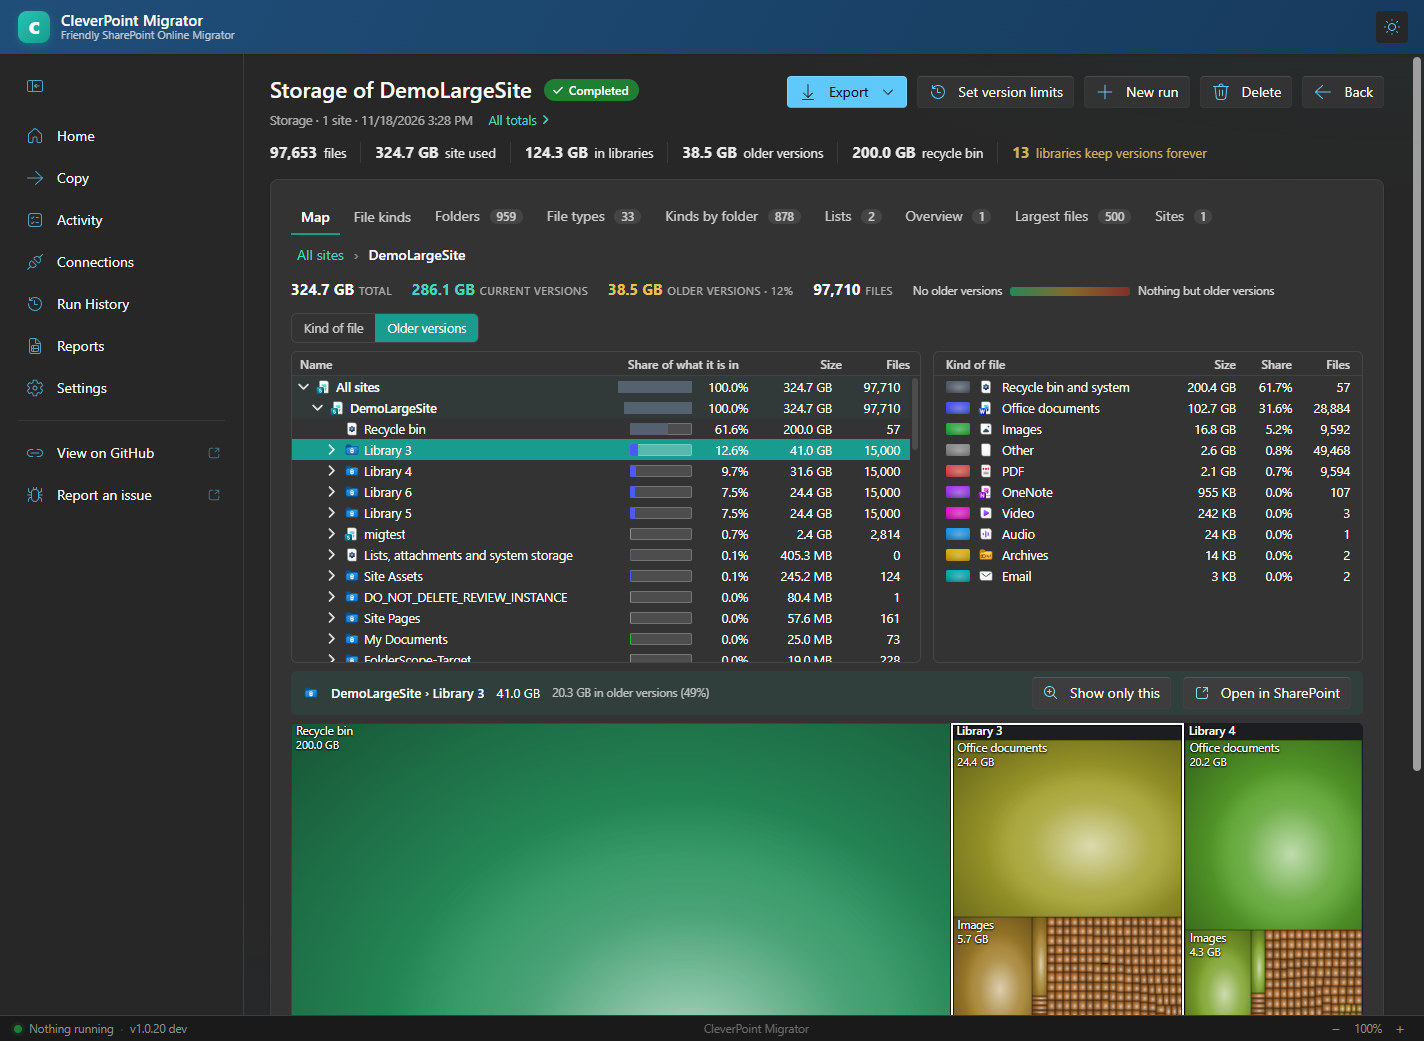 CleverPoint Migrator
Friendly SharePoint Online Migrator
Home
Copy
Activity
Connections
Run History
Reports
Settings
View on GitHub
Report an issue
Storage of DemoLargeSite Completed
Export Set version limits New run Delete Back
Storage · 1 site · 11/18/2026 3:28 PM All totals
97,653 files 324.7 GB site used 124.3 GB in libraries 38.5 GB older versions 200.0 GB recycle bin 13 libraries keep versions forever
Map File kinds Folders 959 File types 33 Kinds by folder 878 Lists 2 Overview 1 Largest files 500 Sites 1
All sites › DemoLargeSite
324.7 GB TOTAL 286.1 GB CURRENT VERSIONS 38.5 GB OLDER VERSIONS · 12% 97,710 FILES No older versions Nothing but older versions
Kind of file Older versions
Name Share of what it is in Size Files
All sites 100.0% 324.7 GB 97,710
DemoLargeSite 100.0% 324.7 GB 97,710
Recycle bin 61.6% 200.0 GB 57
Library 3 12.6% 41.0 GB 15,000
Library 4 9.7% 31.6 GB 15,000
Library 6 7.5% 24.4 GB 15,000
Library 5 7.5% 24.4 GB 15,000
migtest 0.7% 2.4 GB 2,814
Lists, attachments and system storage 0.1% 405.3 MB 0
Site Assets 0.1% 245.2 MB 124
DO_NOT_DELETE_REVIEW_INSTANCE 0.0% 80.4 MB 1
Site Pages 0.0% 57.6 MB 161
My Documents 0.0% 25.0 MB 73
FolderScope-Target 0.0% 19.0 MB 228
Kind of file Size Share Files
Recycle bin and system 200.4 GB 61.7% 57
Office documents 102.7 GB 31.6% 28,884
Images 16.8 GB 5.2% 9,592
Other 2.6 GB 0.8% 49,468
PDF 2.1 GB 0.7% 9,594
OneNote 955 KB 0.0% 107
Video 242 KB 0.0% 3
Audio 24 KB 0.0% 1
Archives 14 KB 0.0% 2
Email 3 KB 0.0% 2
DemoLargeSite › Library 3 41.0 GB 20.3 GB in older versions (49%) Show only this Open in SharePoint
Recycle bin
200.0 GB
Library 3
Office documents
24.4 GB
Images
5.7 GB
Library 4
Office documents
20.2 GB
Images
4.3 GB
Nothing running · v1.0.20 dev CleverPoint Migrator − 100% +